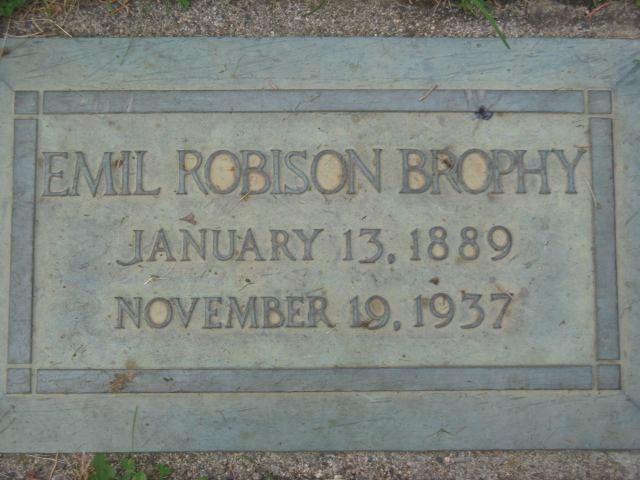 EMIL ROBISON BROPHY
JANUARY 13, 1889
NOVEMBER 19, 1937